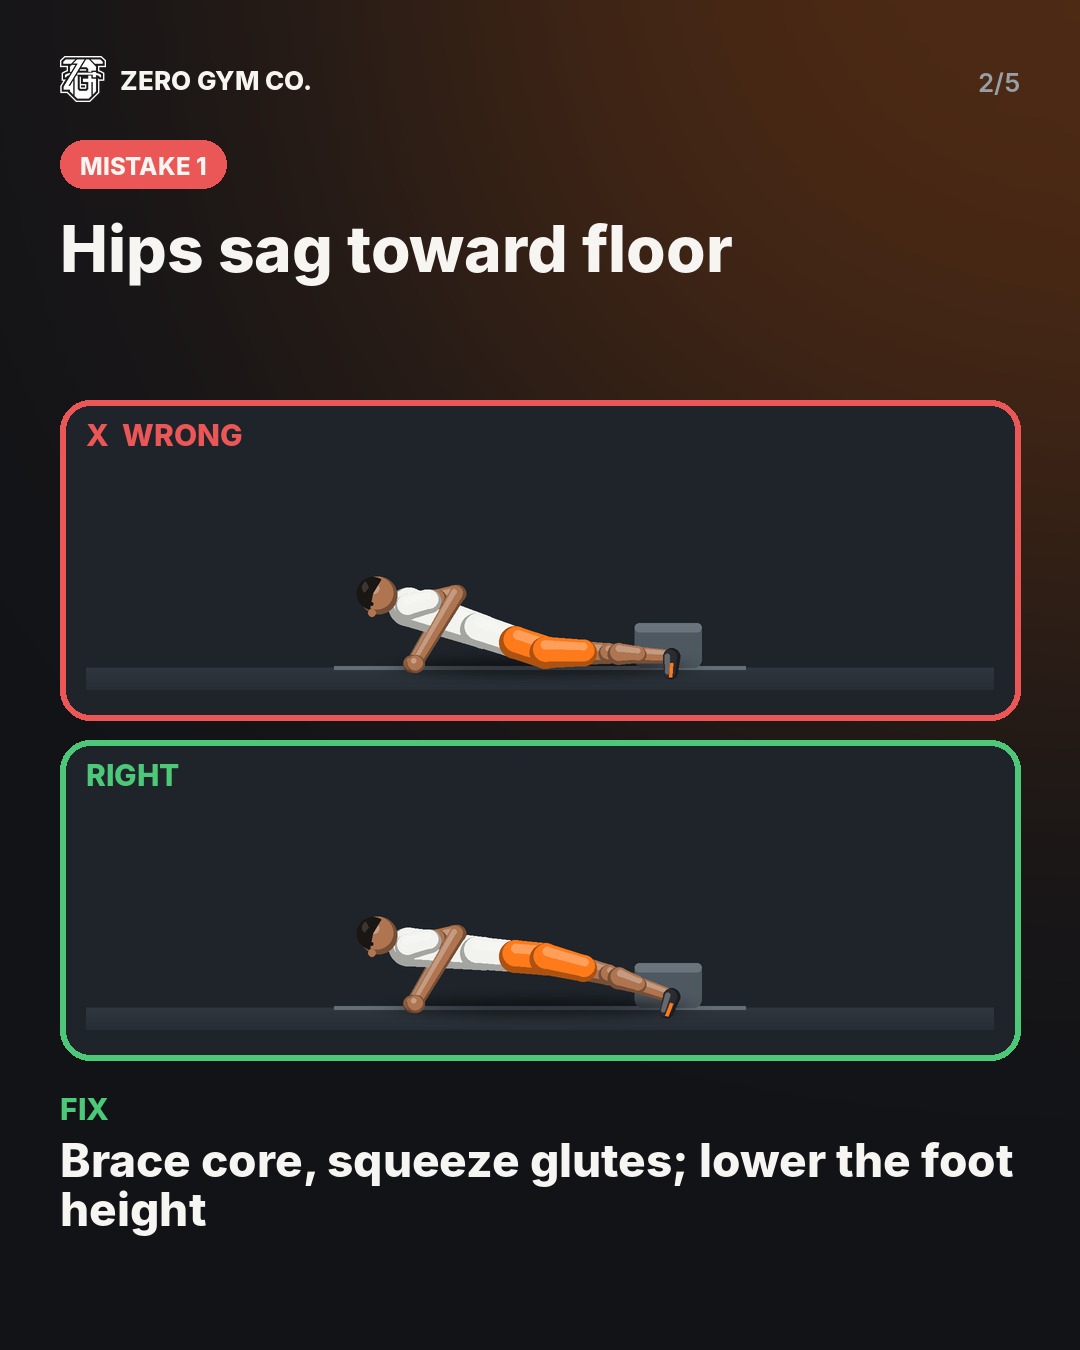 ZERO GYM CO.
2/5
MISTAKE 1
Hips sag toward floor
X WRONG
RIGHT
FIX
Brace core, squeeze glutes; lower the foot
height